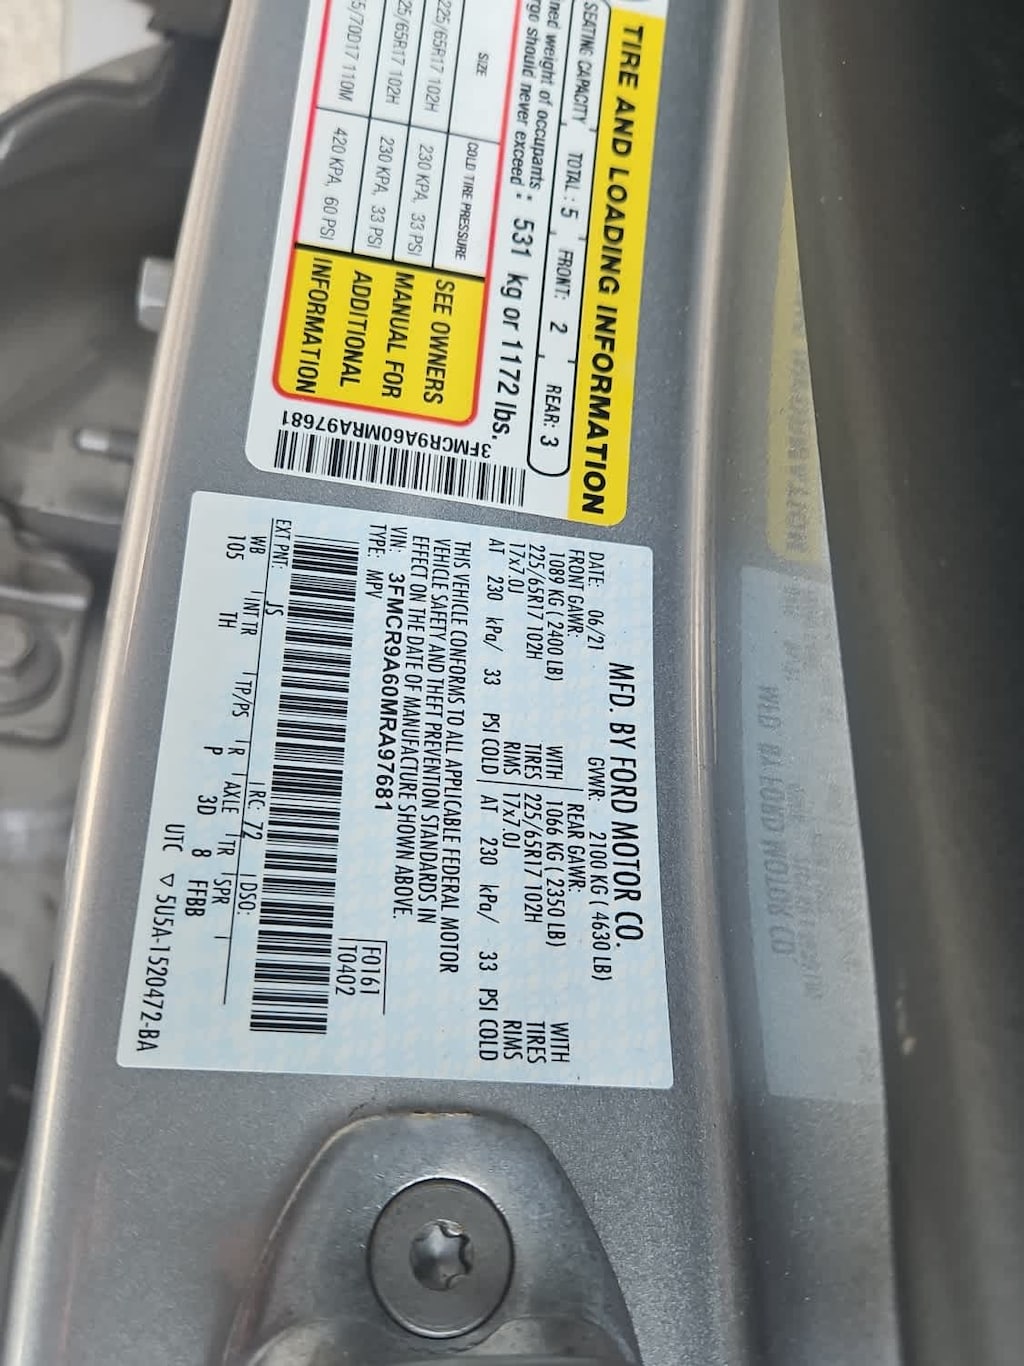 TIRE AND LOADING INFORMATION
SEATING CAPACITY TOTAL: 5 FRONT: 2 REAR: 3
weight of occupants
should never exceed: 531 kg or 1172 lbs.
SIZE COLD TIRE PRESSURE
225/65R17 102H 230 KPA, 33 PSI
25/65R17 102H 230 KPA, 33 PSI
5/70D17 110M 420 KPA, 60 PSI
SEE OWNERS
MANUAL FOR
ADDITIONAL
INFORMATION
3FMCR9A60MRA97681
MFD. BY FORD MOTOR CO.
DATE: 06/21 GVWR: 2100 KG ( 4630 LB)
FRONT GAWR: REAR GAWR:
1089 KG ( 2400 LB) WITH 1066 KG ( 2350 LB) WITH
225/65R17 102H TIRES 225/65R17 102H TIRES
17x7.0J RIMS 17x7.0J RIMS
AT 230 kPa/ 33 PSI COLD AT 230 kPa/ 33 PSI COLD
THIS VEHICLE CONFORMS TO ALL APPLICABLE FEDERAL MOTOR
VEHICLE SAFETY AND THEFT PREVENTION STANDARDS IN
EFFECT ON THE DATE OF MANUFACTURE SHOWN ABOVE.
VIN: 3FMCR9A60MRA97681
TYPE: MPV
F0161
T0402
EXT PNT: JS RC: 72 DSO:
WB INT TR TP/PS R AXLE TR SPR
105 TH P 3D 8 FFBB
UTC ▽ 5U5A-1520472-BA